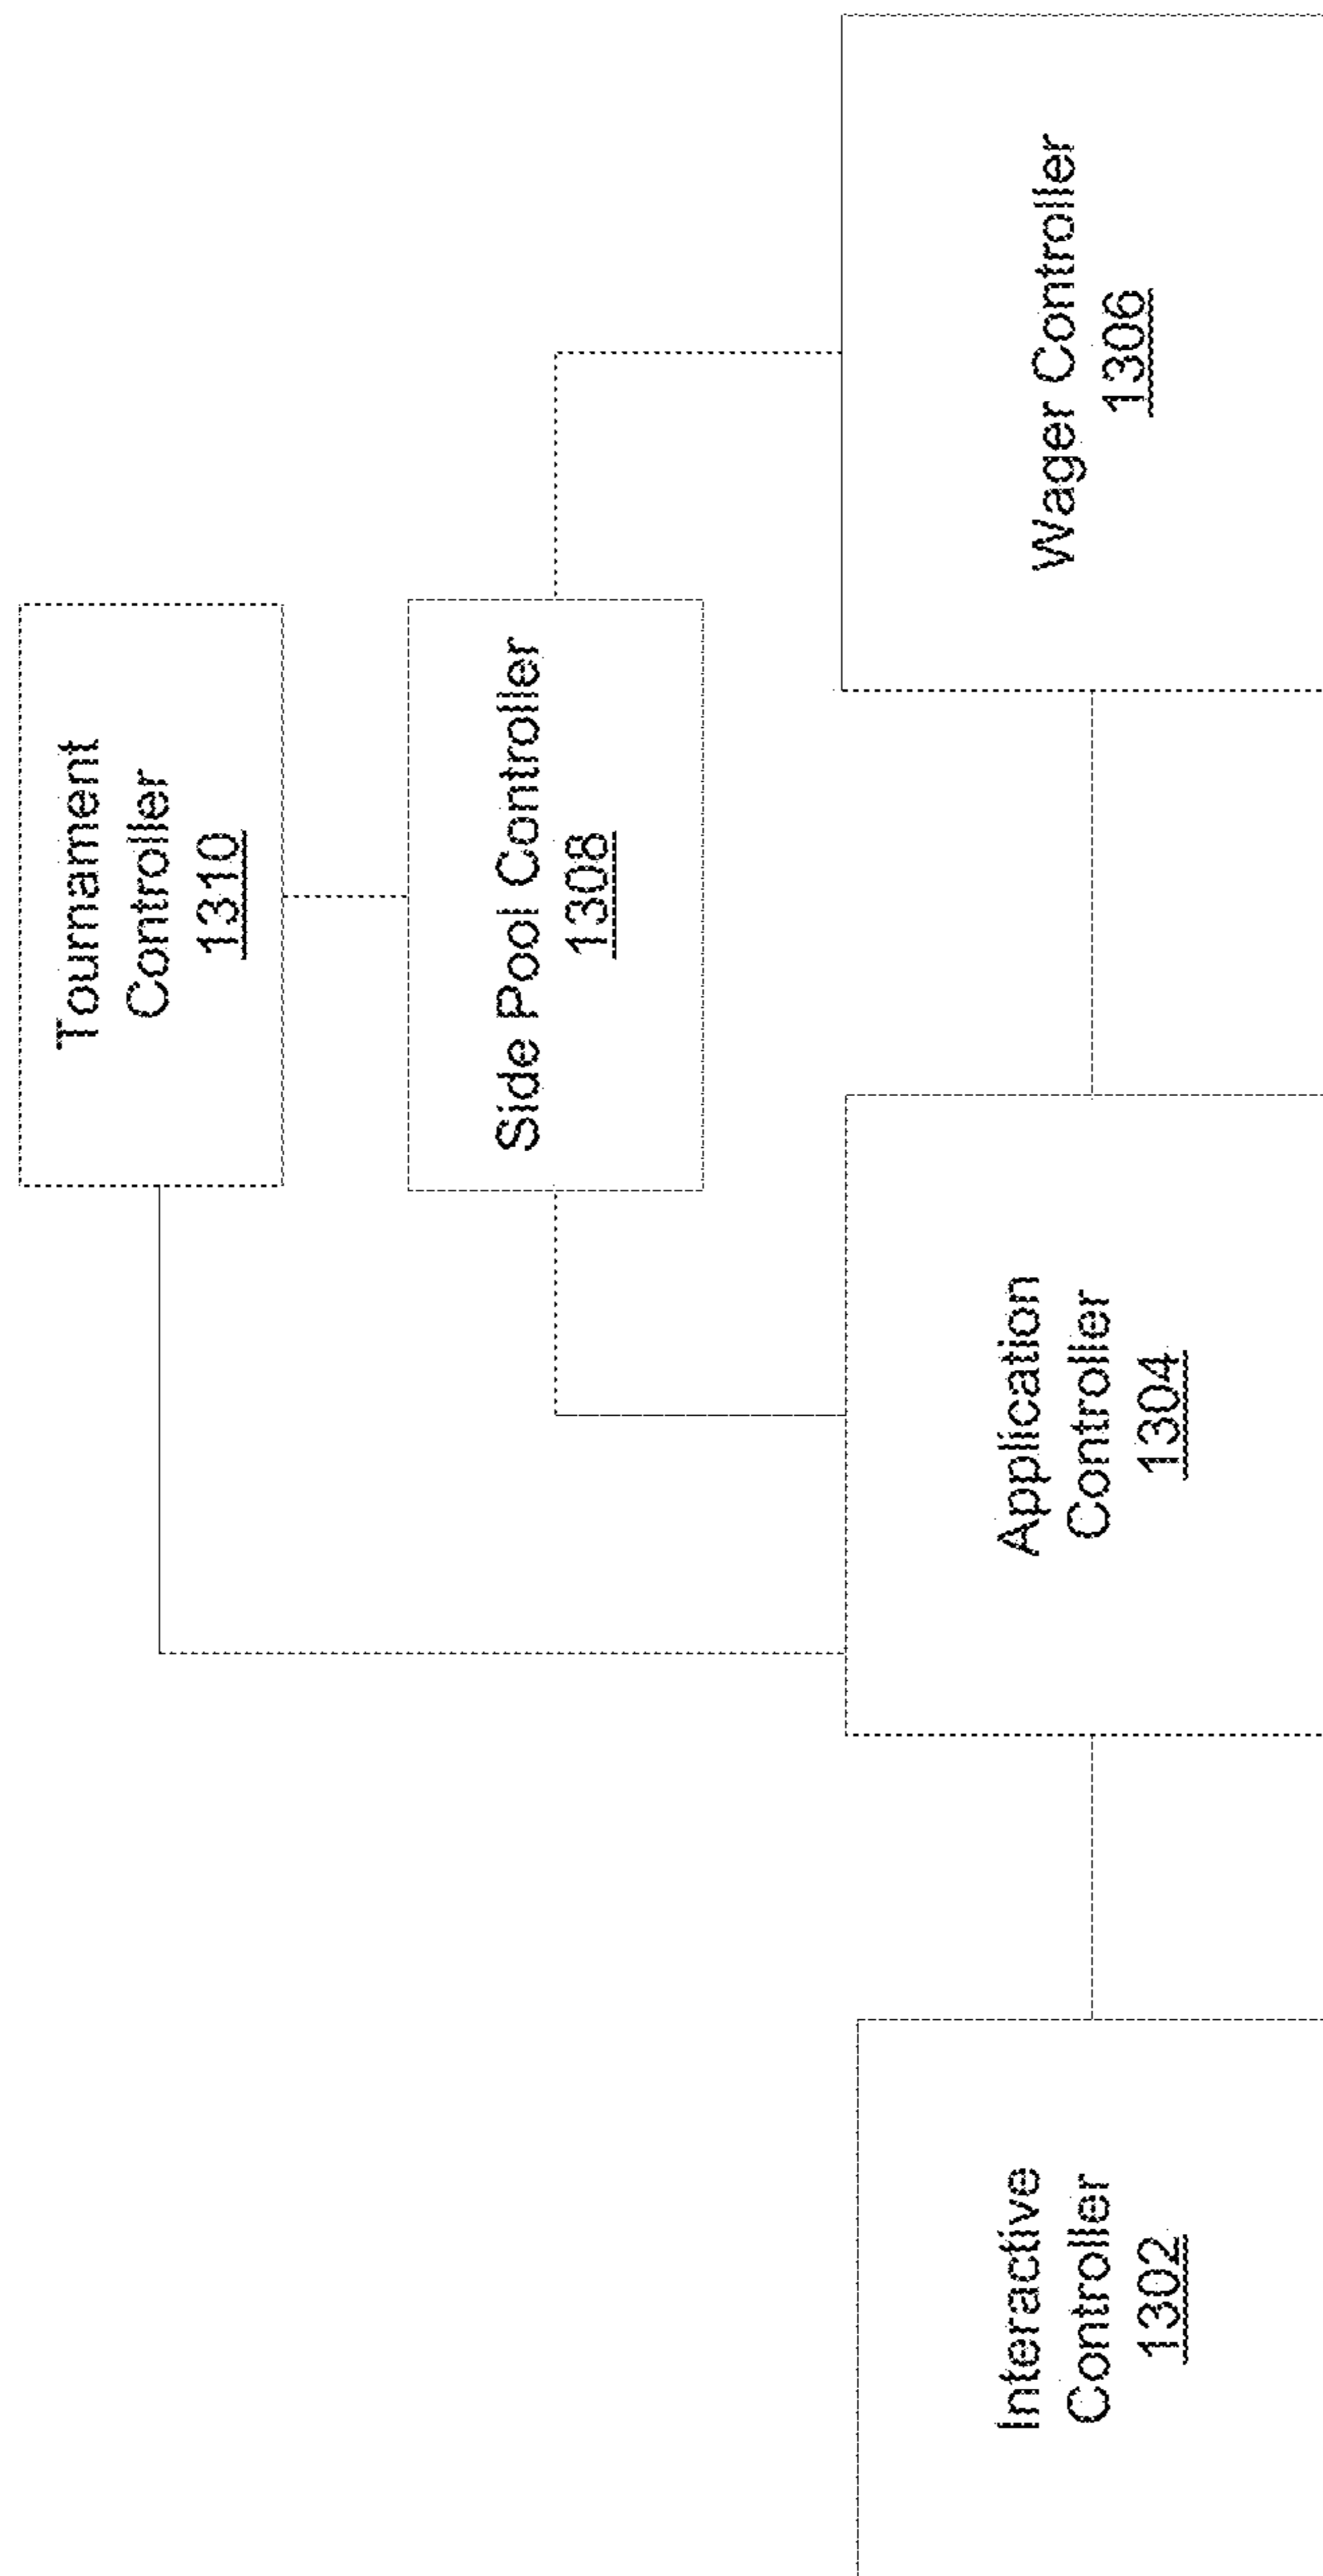 Tournament
Controller
1310
Side Pool Controller
1308
Interactive
Controller
1302
Application
Controller
1304
Wager Controller
1306